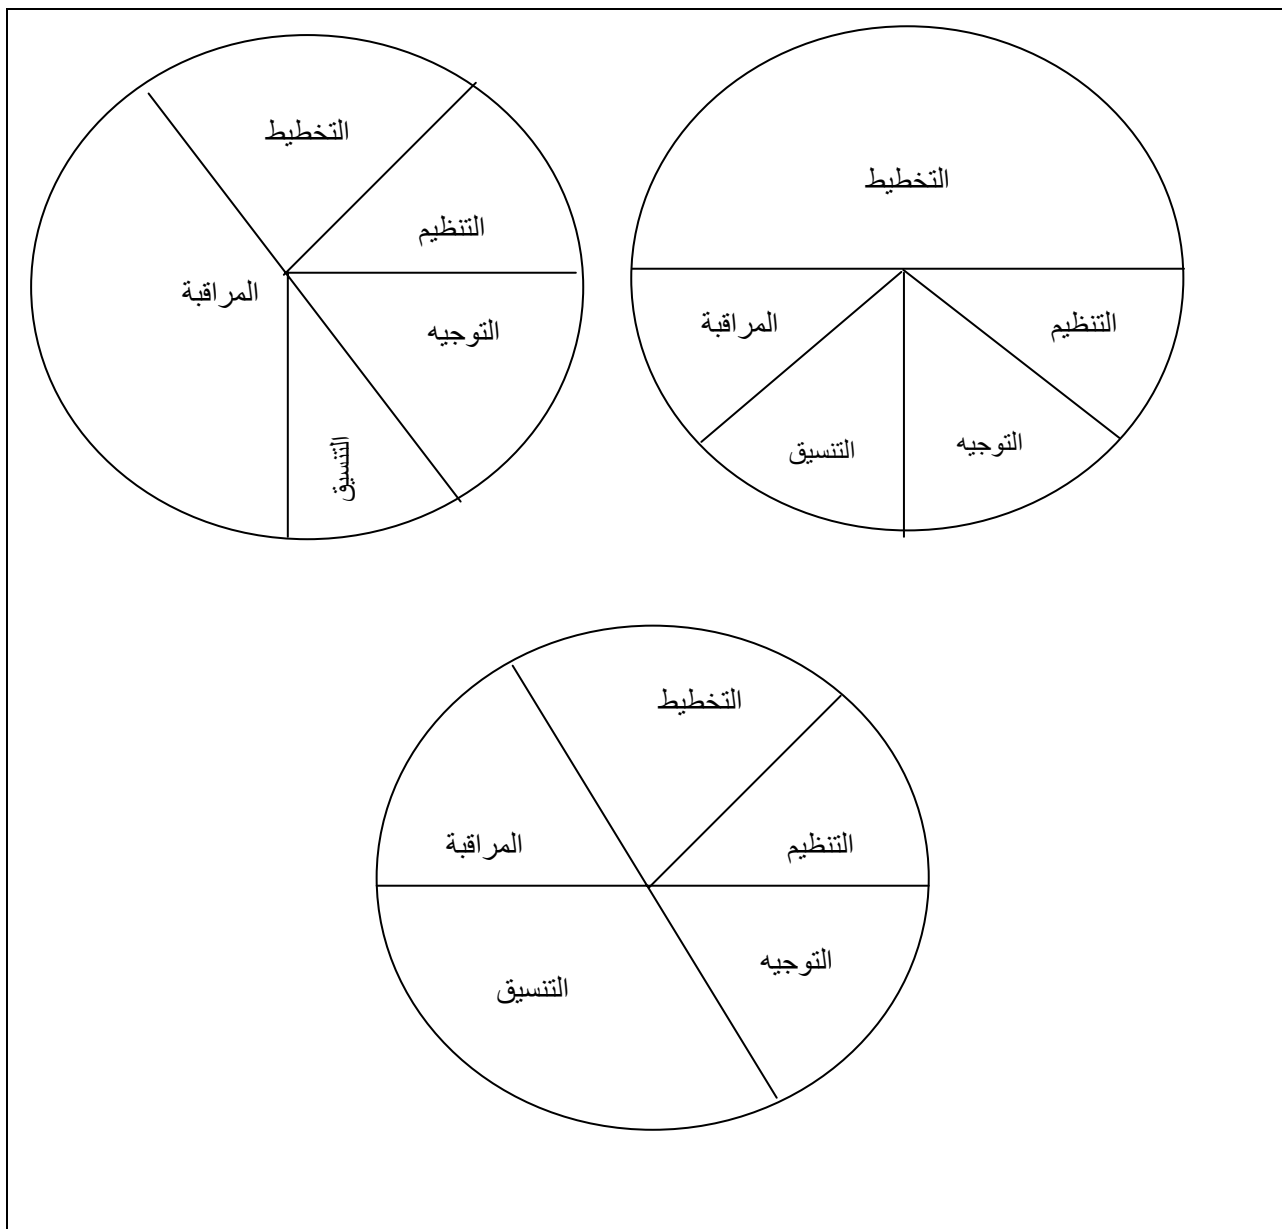 التخطيط
التنظيم
المراقبة
التوجيه
التنسيق
التخطيط
المراقبة
التنظيم
التوجيه
التنسيق
التخطيط
المراقبة
التنظيم
التوجيه
التنسيق